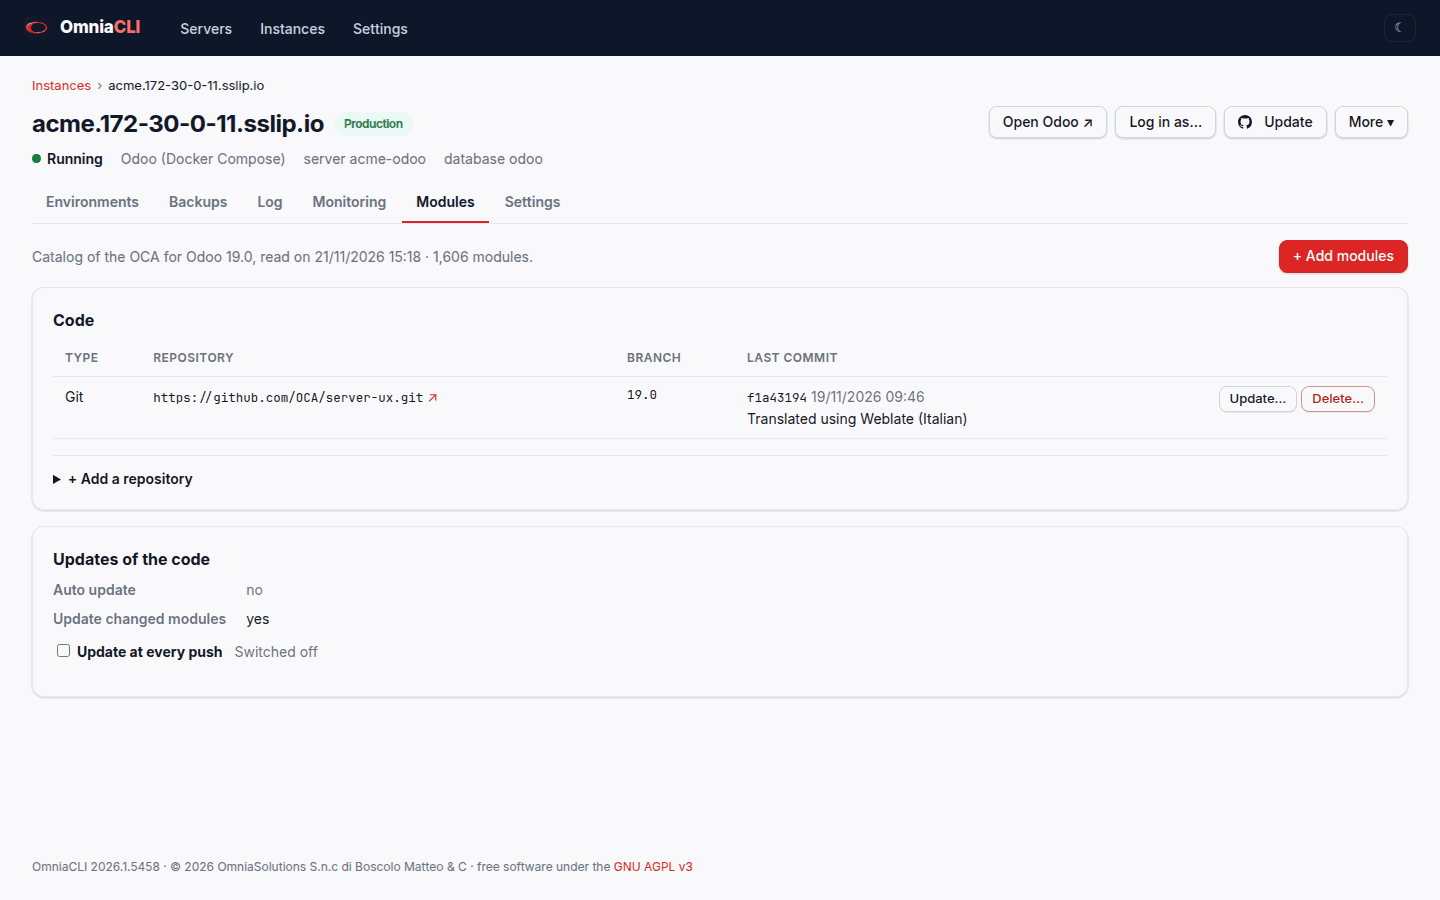 OmniaCLI Servers Instances Settings
Instances › acme.172-30-0-11.sslip.io
acme.172-30-0-11.sslip.io Production Open Odoo ↗ Log in as... Update More ▾
Running Odoo (Docker Compose) server acme-odoo database odoo
Environments Backups Log Monitoring Modules Settings
Catalog of the OCA for Odoo 19.0, read on 21/11/2026 15:18 · 1,606 modules. + Add modules
Code
TYPE REPOSITORY BRANCH LAST COMMIT
Git https://github.com/OCA/server-ux.git ↗ 19.0 f1a43194 19/11/2026 09:46 Update... Delete...
Translated using Weblate (Italian)
▶ + Add a repository
Updates of the code
Auto update no
Update changed modules yes
Update at every push Switched off
OmniaCLI 2026.1.5458 · © 2026 OmniaSolutions S.n.c di Boscolo Matteo & C · free software under the GNU AGPL v3